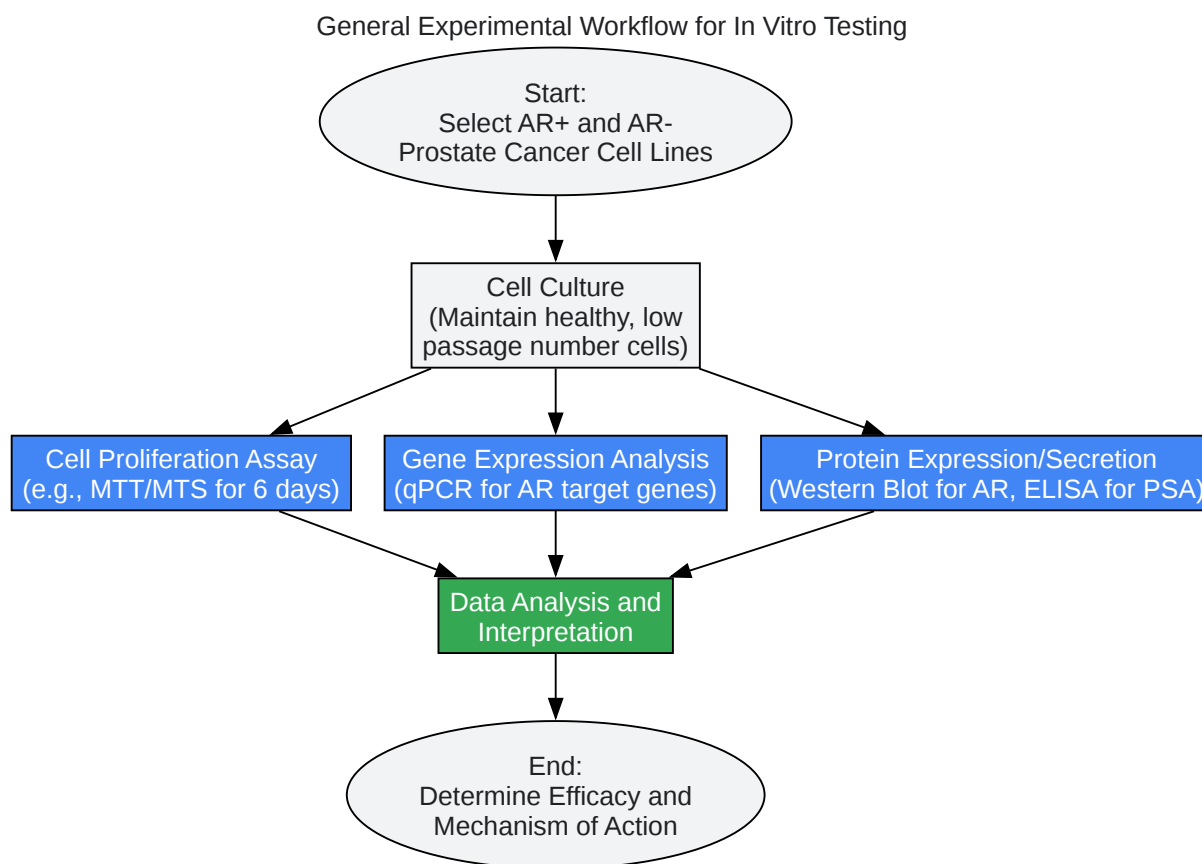 General Experimental Workflow for In Vitro Testing
Start:
Select AR+ and AR-
Prostate Cancer Cell Lines
Cell Culture
(Maintain healthy, low
passage number cells)
Cell Proliferation Assay
(e.g., MTT/MTS for 6 days)
Gene Expression Analysis
(qPCR for AR target genes)
Protein Expression/Secretion
(Western Blot for AR, ELISA for PSA)
Data Analysis and
Interpretation
End:
Determine Efficacy and
Mechanism of Action